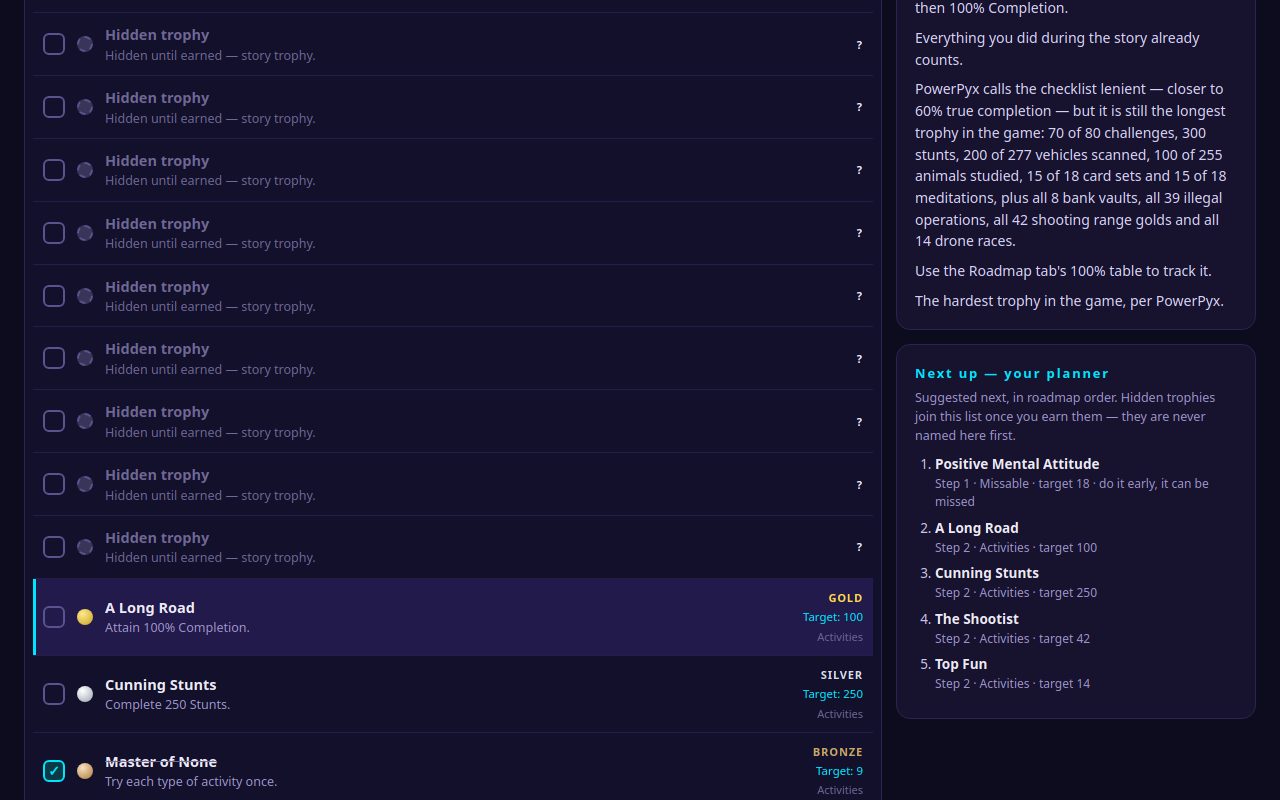 Hidden trophy
Hidden until earned — story trophy.
?
Hidden trophy
Hidden until earned — story trophy.
?
Hidden trophy
Hidden until earned — story trophy.
?
Hidden trophy
Hidden until earned — story trophy.
?
Hidden trophy
Hidden until earned — story trophy.
?
Hidden trophy
Hidden until earned — story trophy.
?
Hidden trophy
Hidden until earned — story trophy.
?
Hidden trophy
Hidden until earned — story trophy.
?
Hidden trophy
Hidden until earned — story trophy.
?
A Long Road
Attain 100% Completion.
GOLD
Target: 100
Activities
Cunning Stunts
Complete 250 Stunts.
SILVER
Target: 250
Activities
Master of None
Try each type of activity once.
BRONZE
Target: 9
Activities
then 100% Completion.
Everything you did during the story already
counts.
PowerPyx calls the checklist lenient — closer to
60% true completion — but it is still the longest
trophy in the game: 70 of 80 challenges, 300
stunts, 200 of 277 vehicles scanned, 100 of 255
animals studied, 15 of 18 card sets and 15 of 18
meditations, plus all 8 bank vaults, all 39 illegal
operations, all 42 shooting range golds and all
14 drone races.
Use the Roadmap tab's 100% table to track it.
The hardest trophy in the game, per PowerPyx.
Next up — your planner
Suggested next, in roadmap order. Hidden trophies
join this list once you earn them — they are never
named here first.
1. Positive Mental Attitude
Step 1 · Missable · target 18 · do it early, it can be
missed
2. A Long Road
Step 2 · Activities · target 100
3. Cunning Stunts
Step 2 · Activities · target 250
4. The Shootist
Step 2 · Activities · target 42
5. Top Fun
Step 2 · Activities · target 14